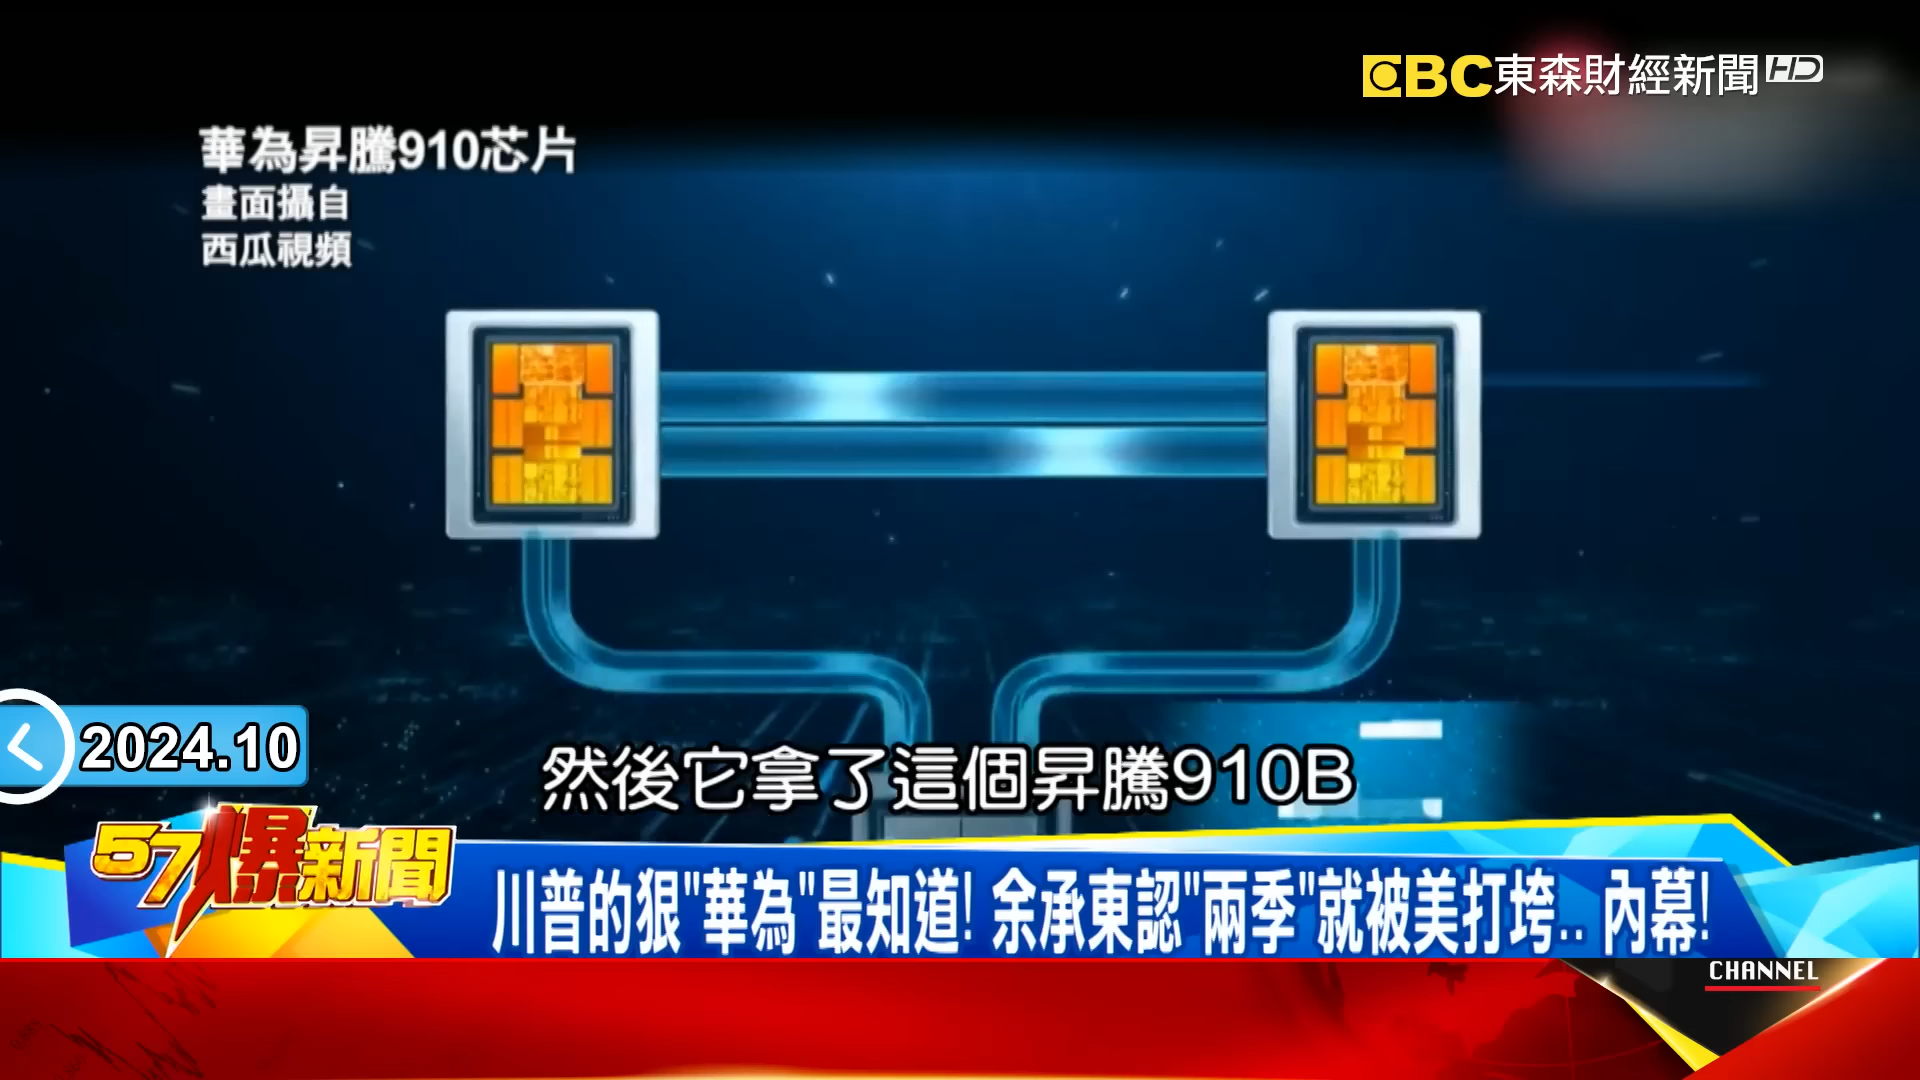 EBC東森財經新聞HD
華為昇騰910芯片
畫面攝自
西瓜視頻
2024.10
然後它拿了這個昇騰910B
57爆新聞
川普的狠"華為"最知道! 余承東認"兩季"就被美打垮.. 內幕!
CHANNEL